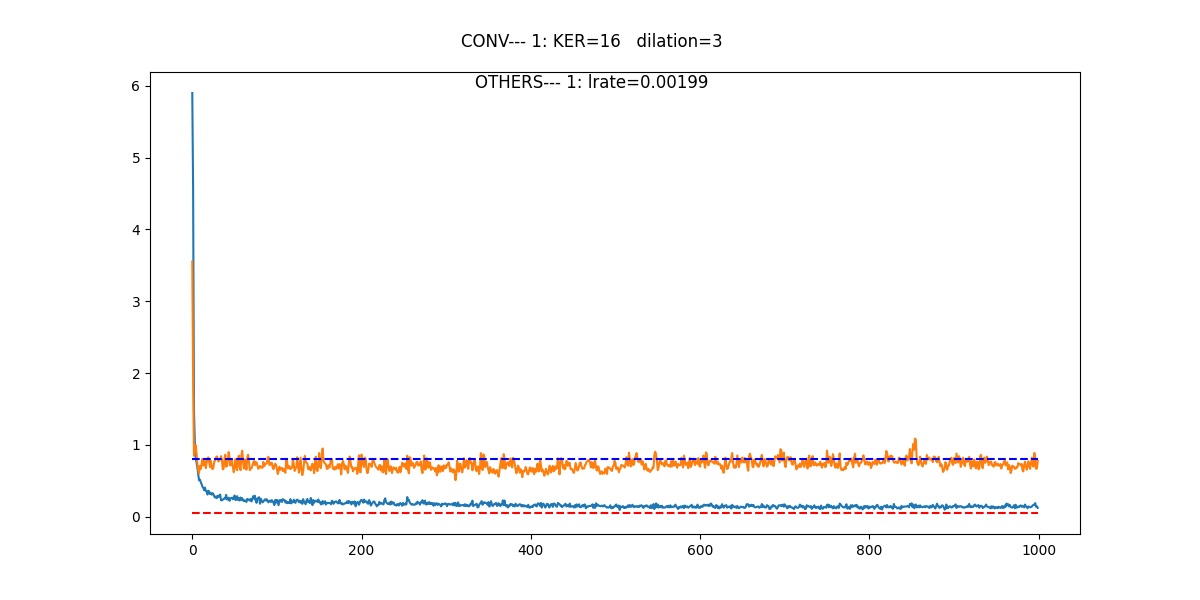 CONV--- 1: KER=16   dilation=3
OTHERS--- 1: lrate=0.00199
6
5
4
3
2
1
0
0 200 400 600 800 1000